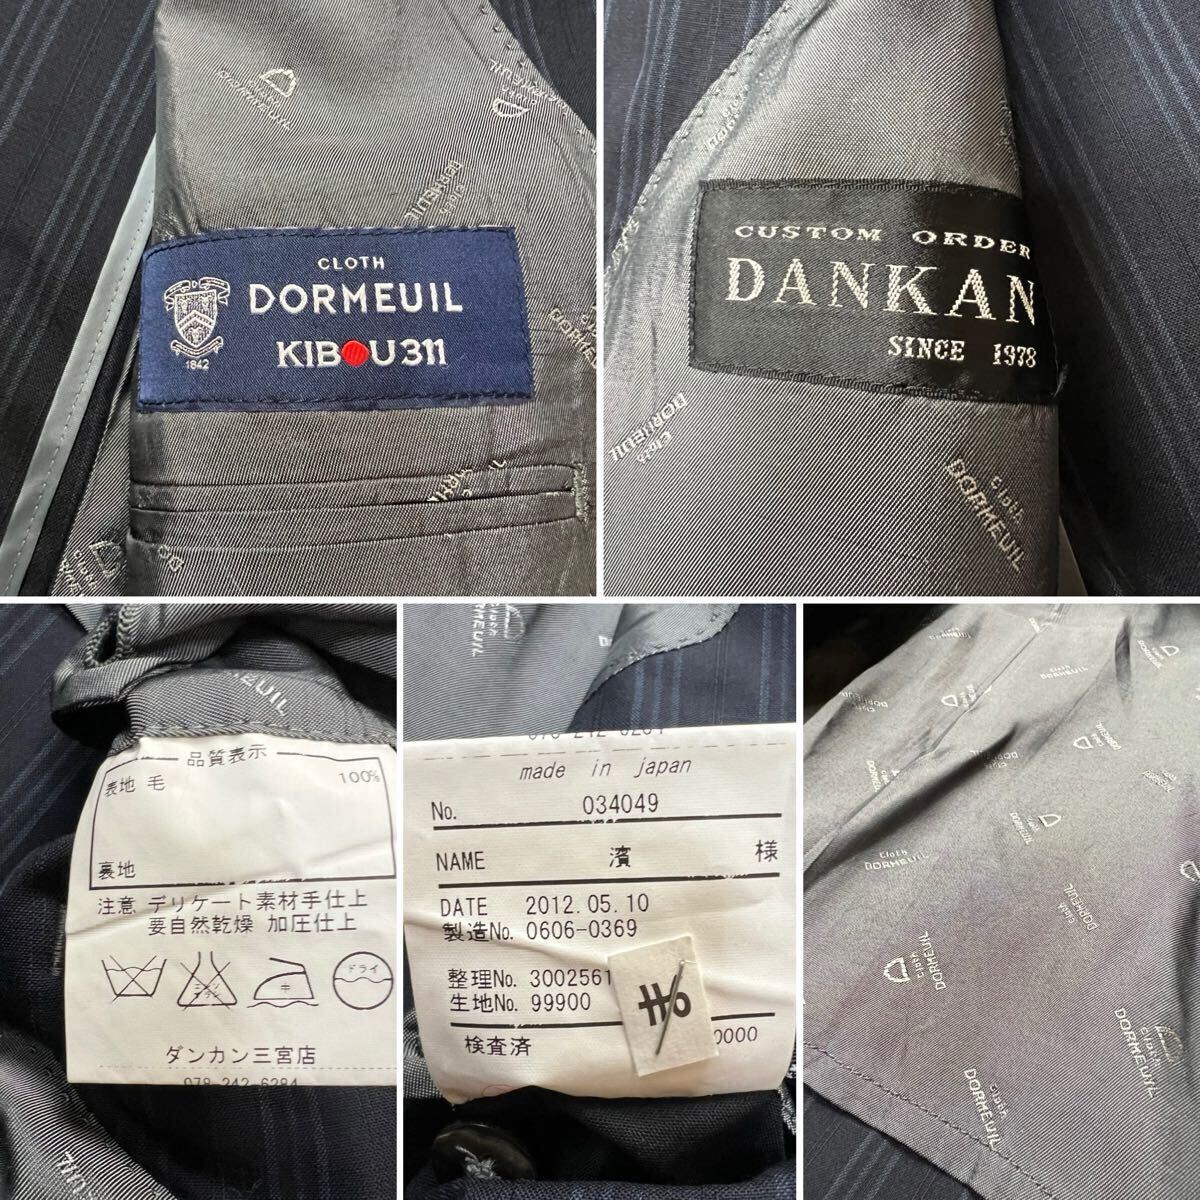 CLOTH
DORMEUIL
KIBOU311
1842
CUSTOM ORDER
DANKAN
SINCE 1978
Cloth
DORMEUIL
品質表示
表地 毛 100%
裏地
注意 デリケート素材手仕上
要自然乾燥 加圧仕上
中
ドライ
ダンカン三宮店
078-242-6284
made in japan
No. 034049
NAME 濱 様
DATE 2012.05.10
製造No. 0606-0369
整理No. 3002561
生地No. 99900
検査済 0000
Cloth
DORMEUIL